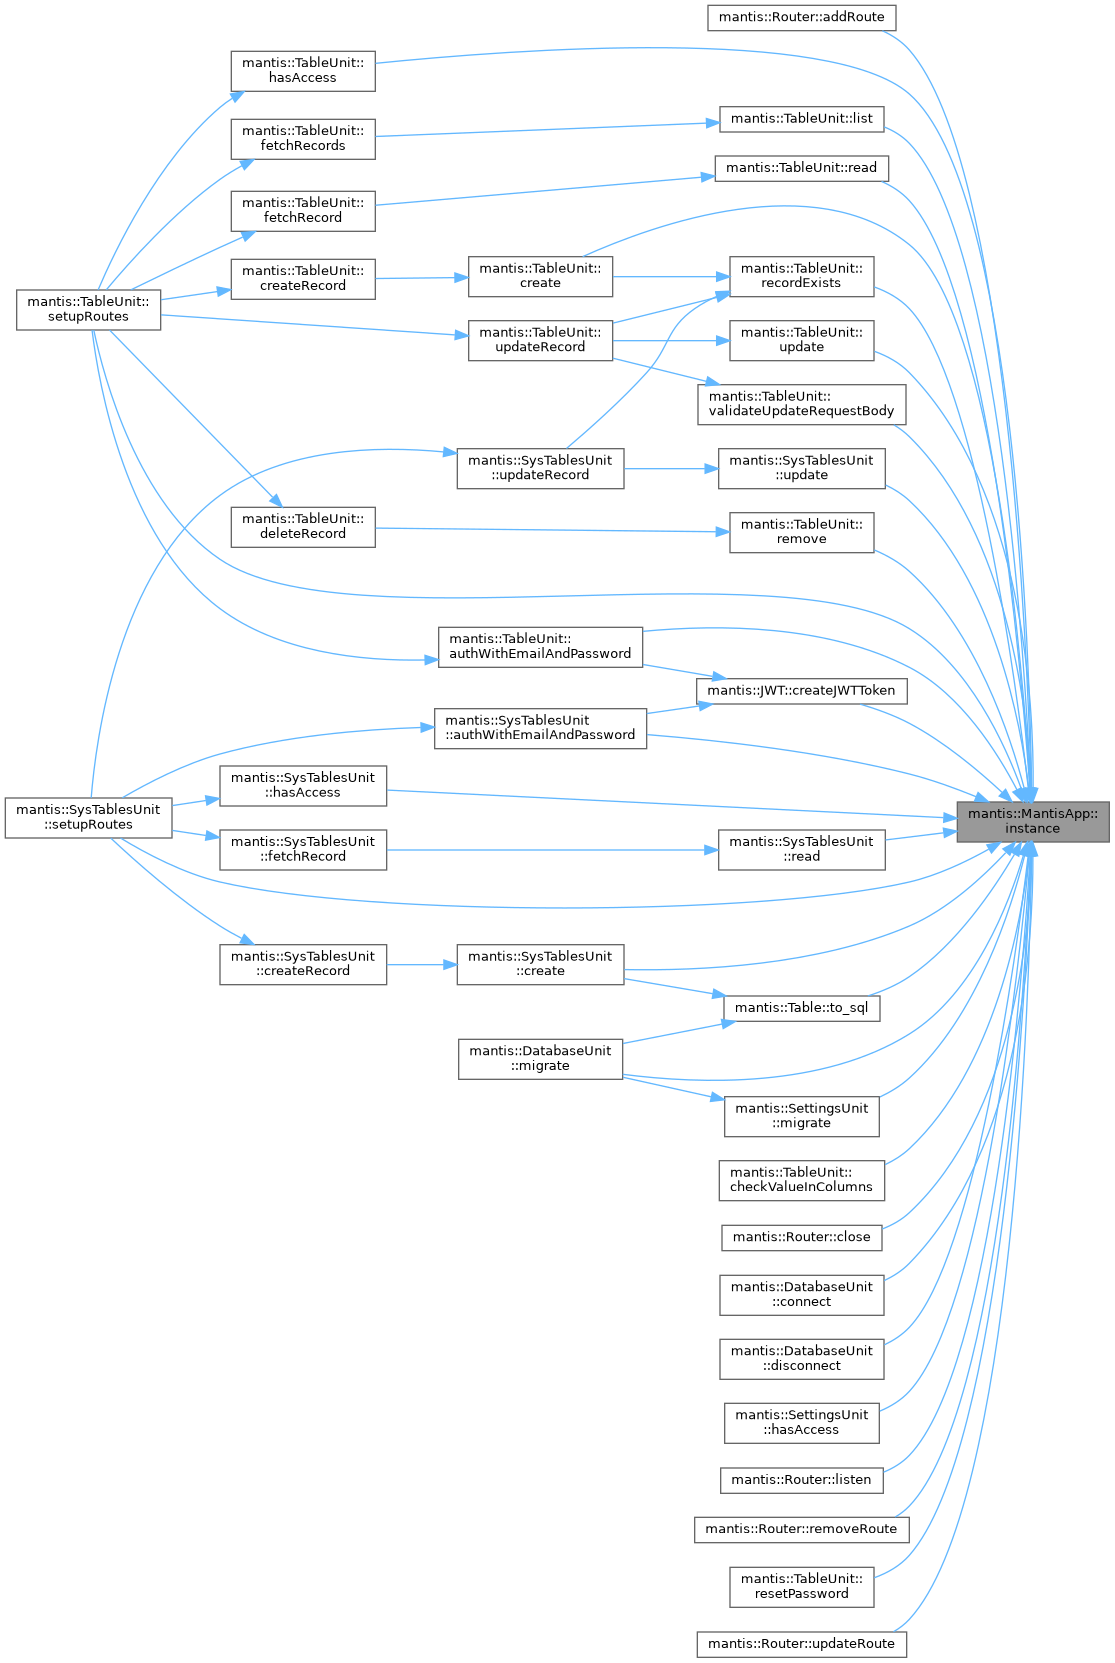 mantis::Router::addRoute
mantis::TableUnit::
hasAccess
mantis::TableUnit::list
mantis::TableUnit::
fetchRecords
mantis::TableUnit::read
mantis::TableUnit::
fetchRecord
mantis::TableUnit::
createRecord
mantis::TableUnit::
create
mantis::TableUnit::
recordExists
mantis::TableUnit::
setupRoutes
mantis::TableUnit::
updateRecord
mantis::TableUnit::
update
mantis::TableUnit::
validateUpdateRequestBody
mantis::SysTablesUnit
::updateRecord
mantis::SysTablesUnit
::update
mantis::TableUnit::
deleteRecord
mantis::TableUnit::
remove
mantis::TableUnit::
authWithEmailAndPassword
mantis::JWT::createJWTToken
mantis::SysTablesUnit
::authWithEmailAndPassword
mantis::SysTablesUnit
::hasAccess
mantis::SysTablesUnit
::setupRoutes
mantis::MantisApp::
instance
mantis::SysTablesUnit
::fetchRecord
mantis::SysTablesUnit
::read
mantis::SysTablesUnit
::createRecord
mantis::SysTablesUnit
::create
mantis::Table::to_sql
mantis::DatabaseUnit
::migrate
mantis::SettingsUnit
::migrate
mantis::TableUnit::
checkValueInColumns
mantis::Router::close
mantis::DatabaseUnit
::connect
mantis::DatabaseUnit
::disconnect
mantis::SettingsUnit
::hasAccess
mantis::Router::listen
mantis::Router::removeRoute
mantis::TableUnit::
resetPassword
mantis::Router::updateRoute